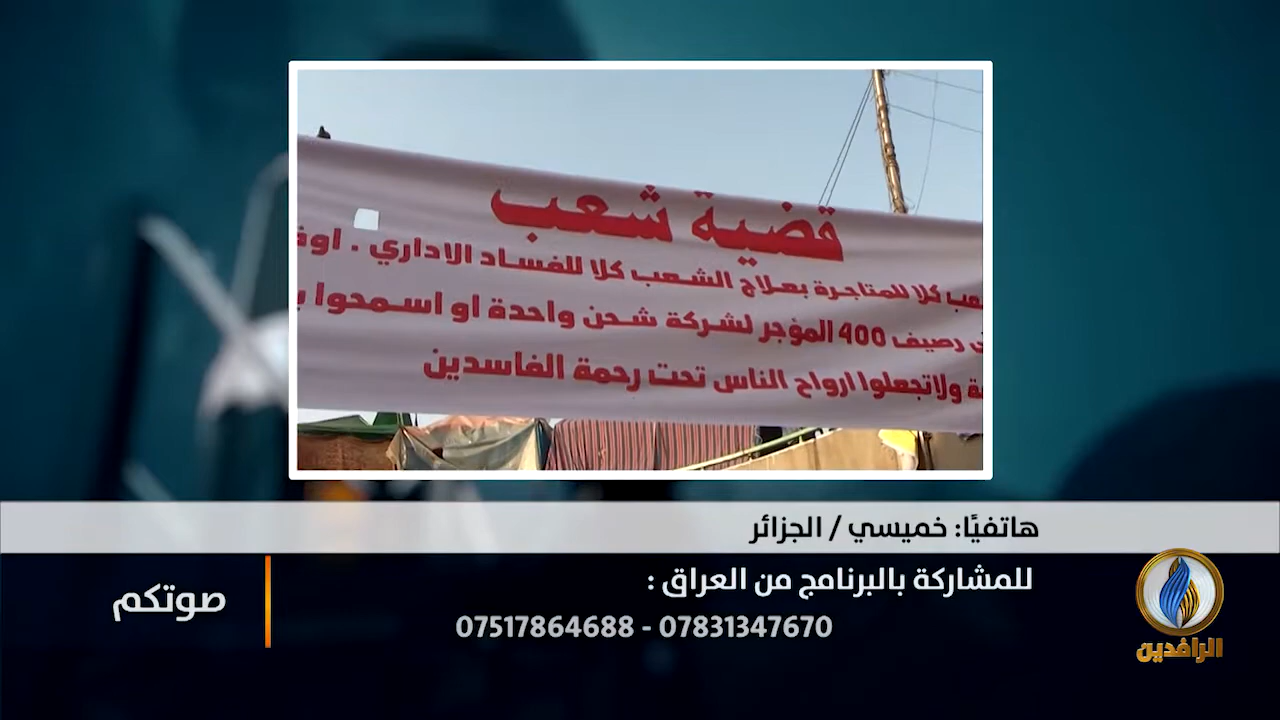 قضية شعب
كلا للمتاجرة بعلاج الشعب كلا للفساد الاداري .
رصيف 400 المؤجر لشركة شحن واحدة او اسمحوا
ولاتجعلوا ارواح الناس تحت رحمة الفاسدين
هاتفيًا: خميسي / الجزائر
للمشاركة بالبرنامج من العراق :
07517864688 - 07831347670
صوتكم
الرافدين